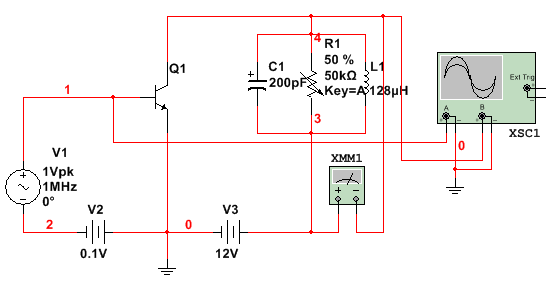 4
R1
Q1
C1
50 %
L1
200pF
50kΩ
Key=A
128µH
1
3
Ext Trig
A
B
XSC1
0
V1
1Vpk
1MHz
0°
XMM1
2
V2
0
V3
0.1V
12V